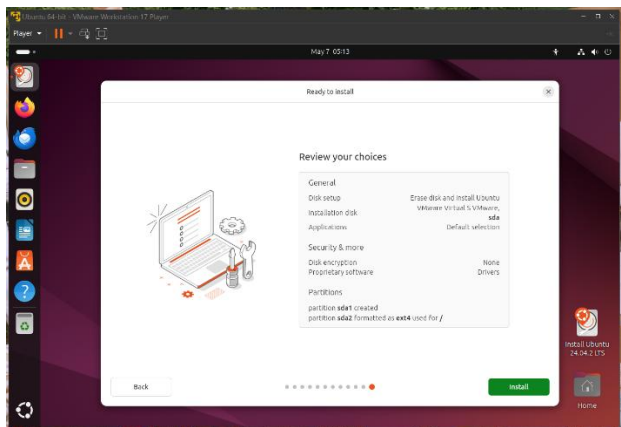 Ubuntu 64-bit - VMware Workstation 17 Player
Player
May 7 05:13
Ready to install
Review your choices
General
Disk setup Erase disk and install Ubuntu
Installation disk VMware Virtual S VMware, sda
Applications Default selection
Security & more
Disk encryption None
Proprietary software Drivers
Partitions
partition sda1 created
partition sda2 formatted as ext4 used for /
Install Ubuntu
24.04.2 LTS
Back
Install
Home